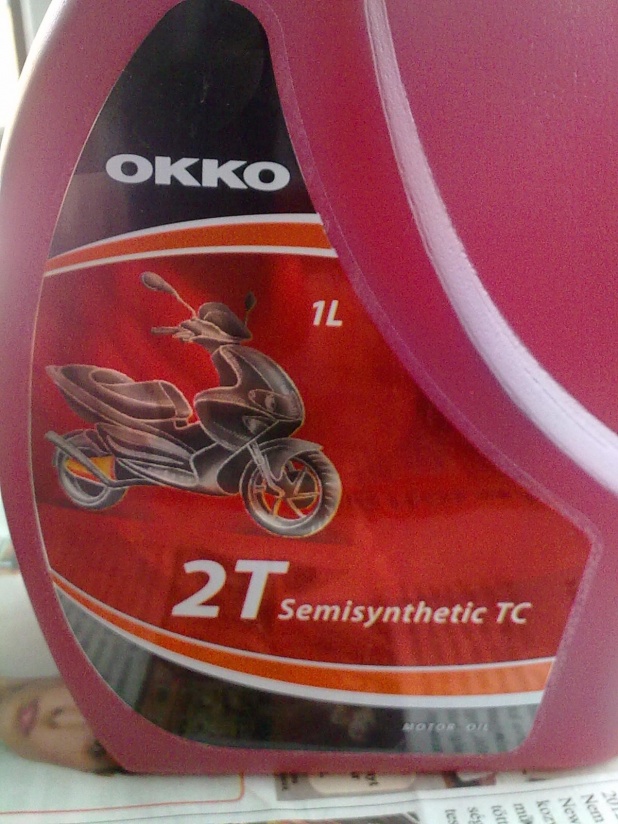 OKKO
1L
2T Semisynthetic TC
MOTOR OIL